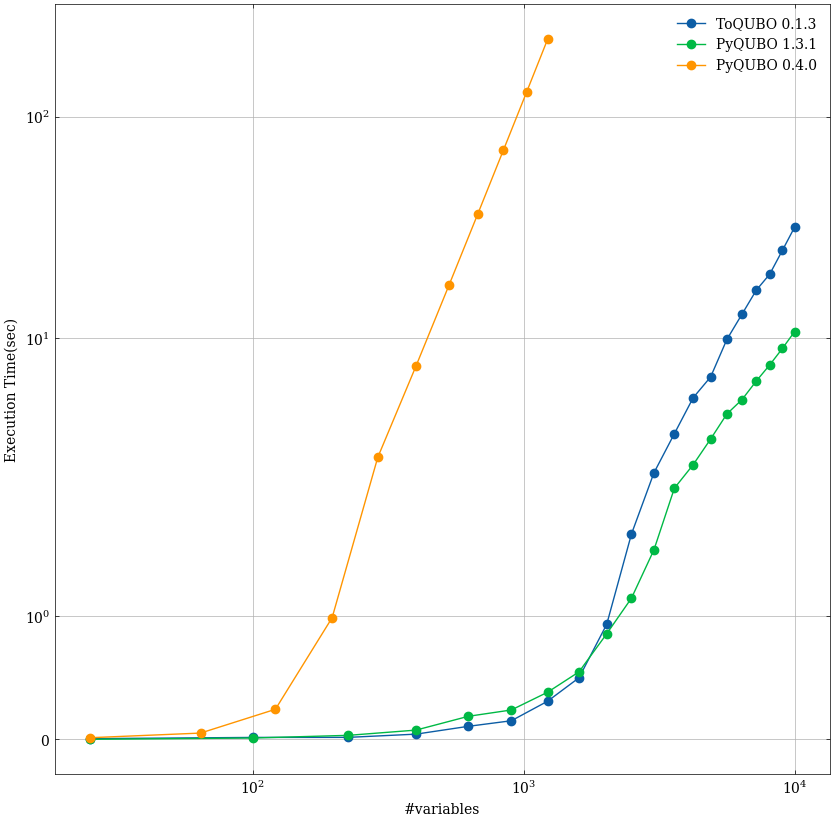 ToQUBO 0.1.3
PyQUBO 1.3.1
PyQUBO 0.4.0
10²
10¹
10⁰
0
Execution Time(sec)
10²
10³
10⁴
#variables